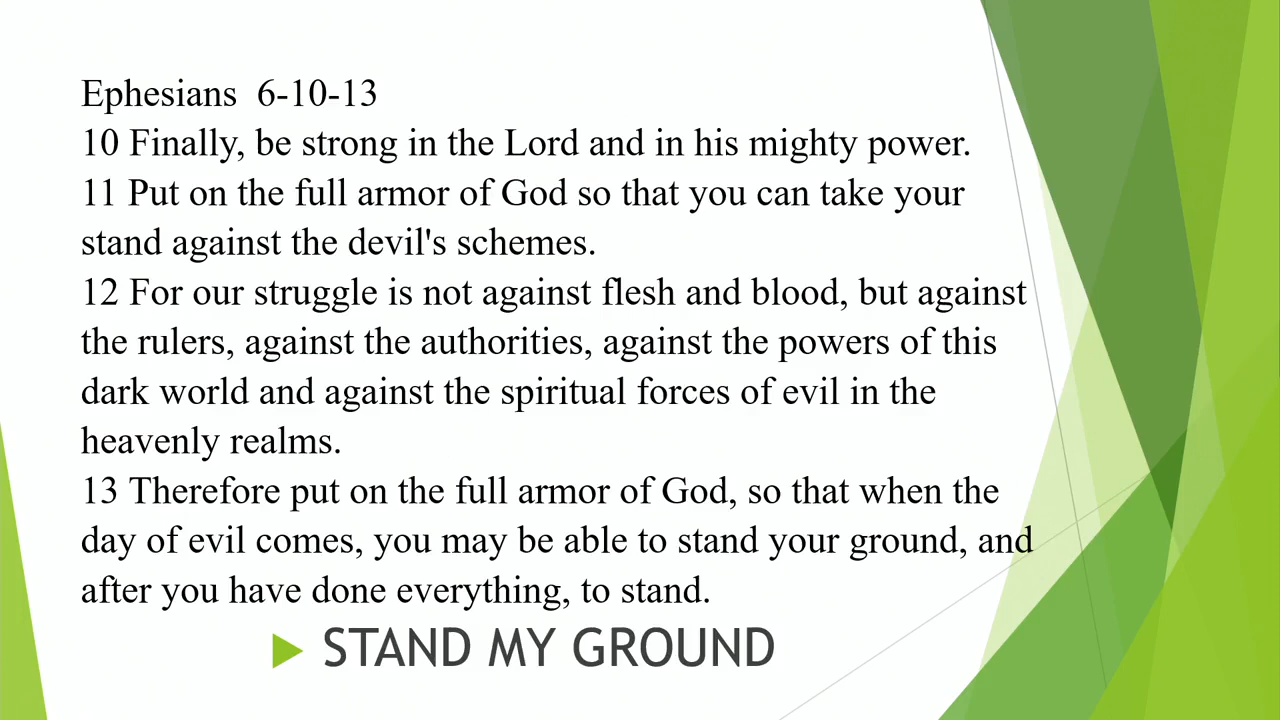 Ephesians  6-10-13
10 Finally, be strong in the Lord and in his mighty power.
11 Put on the full armor of God so that you can take your
stand against the devil's schemes.
12 For our struggle is not against flesh and blood, but against
the rulers, against the authorities, against the powers of this
dark world and against the spiritual forces of evil in the
heavenly realms.
13 Therefore put on the full armor of God, so that when the
day of evil comes, you may be able to stand your ground, and
after you have done everything, to stand.
STAND MY GROUND